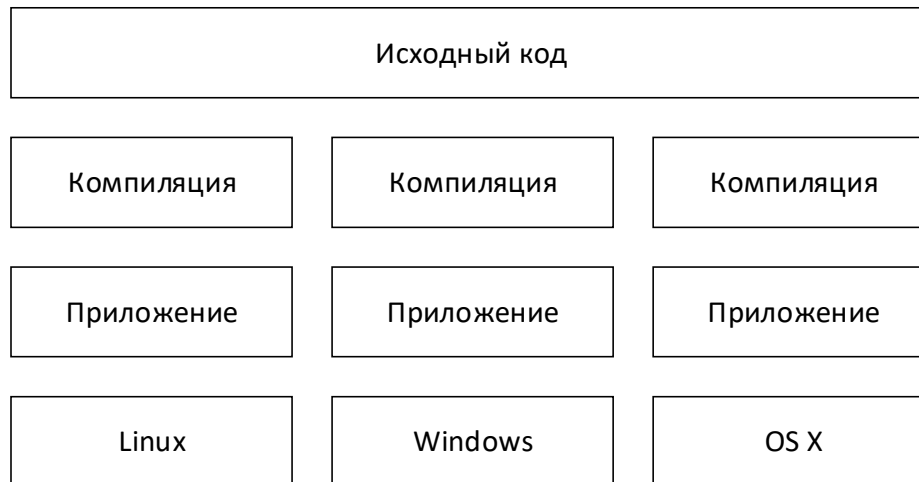 Исходный код
Компиляция Компиляция Компиляция
Приложение Приложение Приложение
Linux Windows OS X